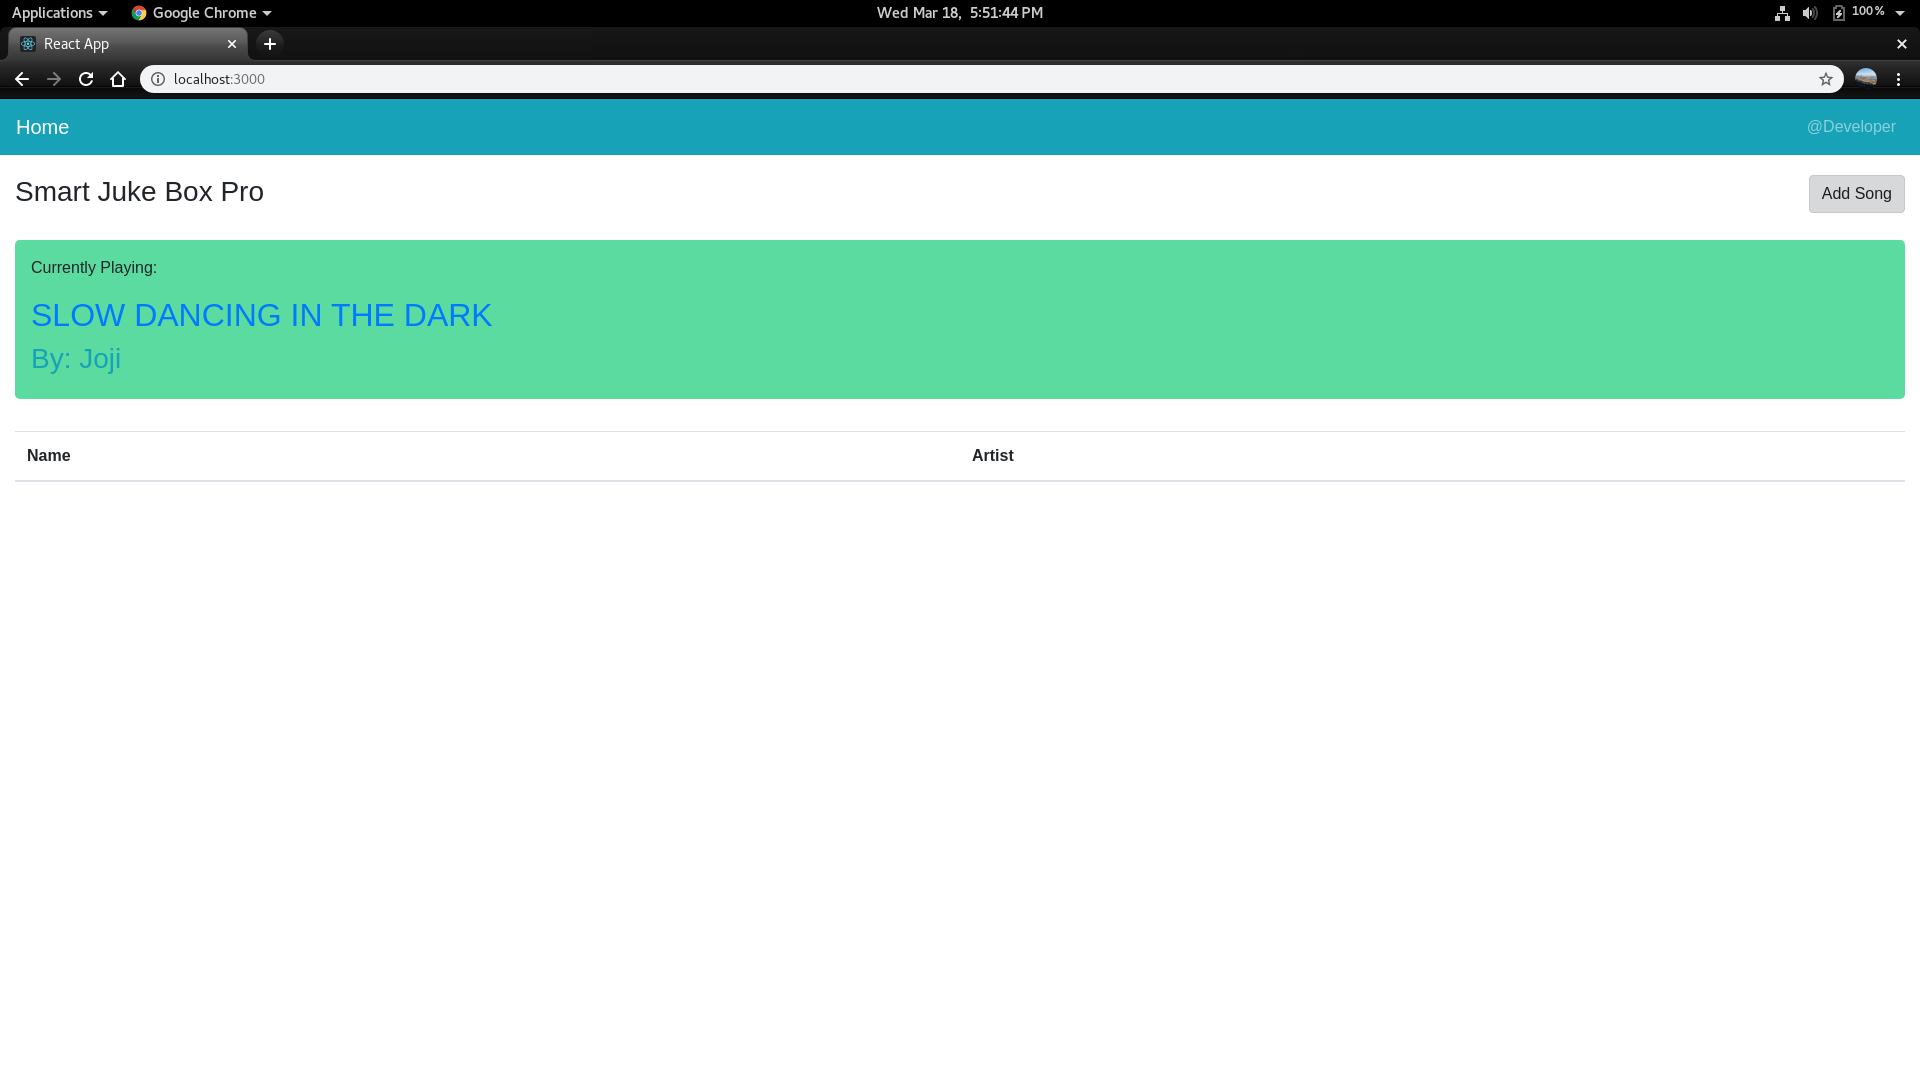 Applications Google Chrome Wed Mar 18, 5:51:44 PM 100%
React App
localhost:3000
Home @Developer
Smart Juke Box Pro Add Song
Currently Playing:
SLOW DANCING IN THE DARK
By: Joji
Name Artist